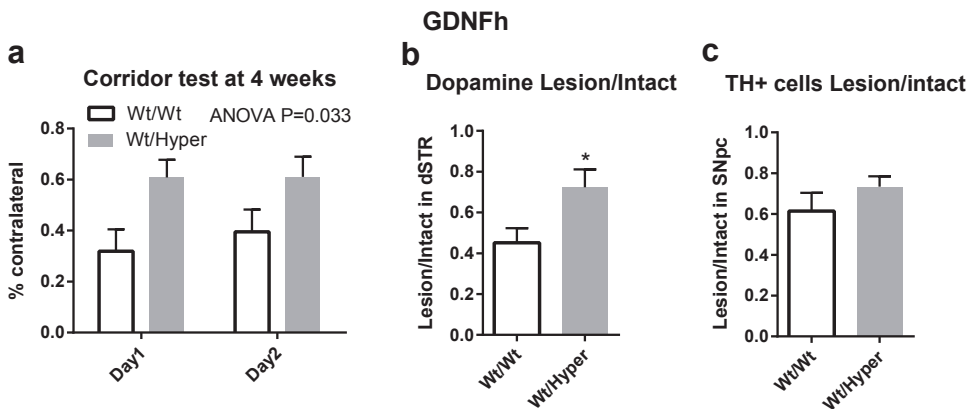 GDNFh
a
Corridor test at 4 weeks
Wt/Wt
ANOVA P=0.033
Wt/Hyper
% contralateral
0.8
0.6
0.4
0.2
0.0
Day1
Day2
b
Dopamine Lesion/Intact
Lesion/Intact in dSTR
1.0
0.8
0.6
0.4
0.2
0.0
*
Wt/Wt
Wt/Hyper
c
TH+ cells Lesion/intact
Lesion/Intact in SNpc
1.0
0.8
0.6
0.4
0.2
0.0
Wt/Wt
Wt/Hyper